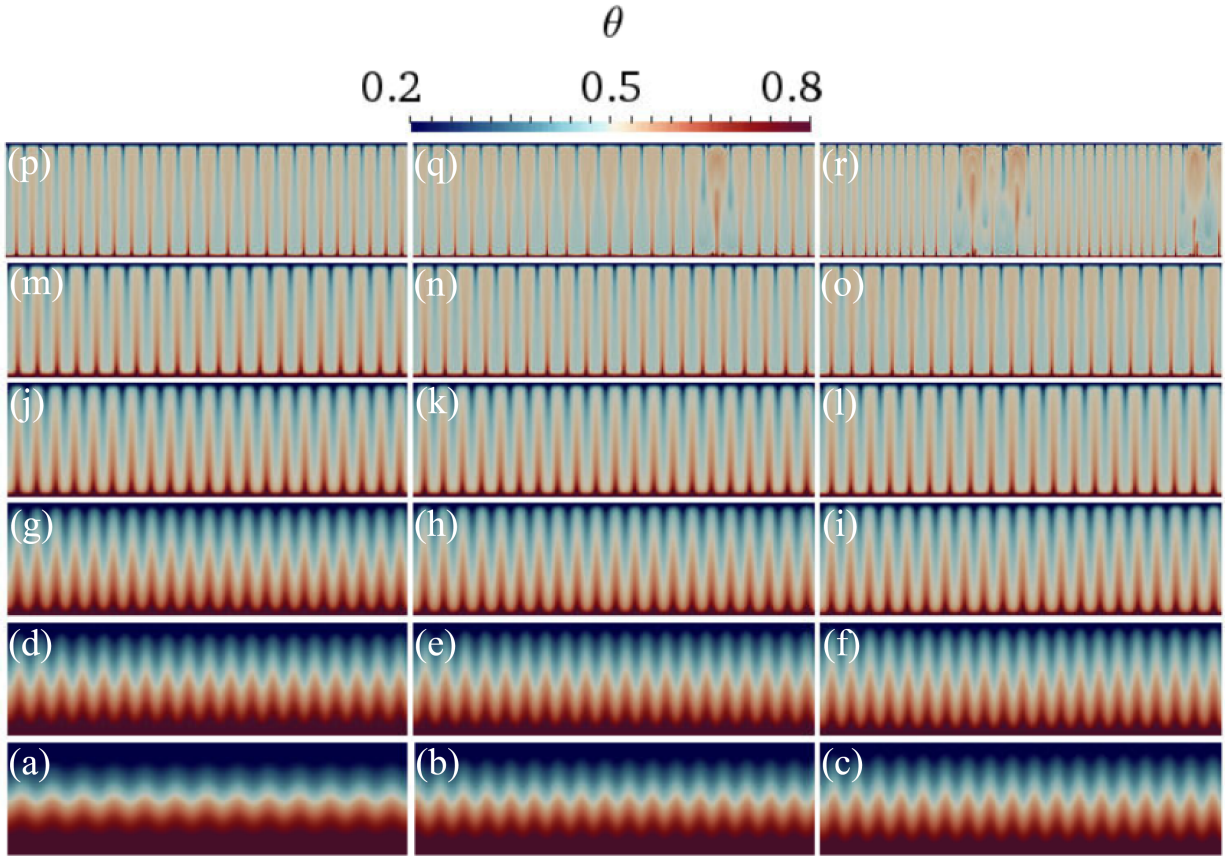 θ
0.2 0.5 0.8
(p) (q) (r)
(m) (n) (o)
(j) (k) (l)
(g) (h) (i)
(d) (e) (f)
(a) (b) (c)